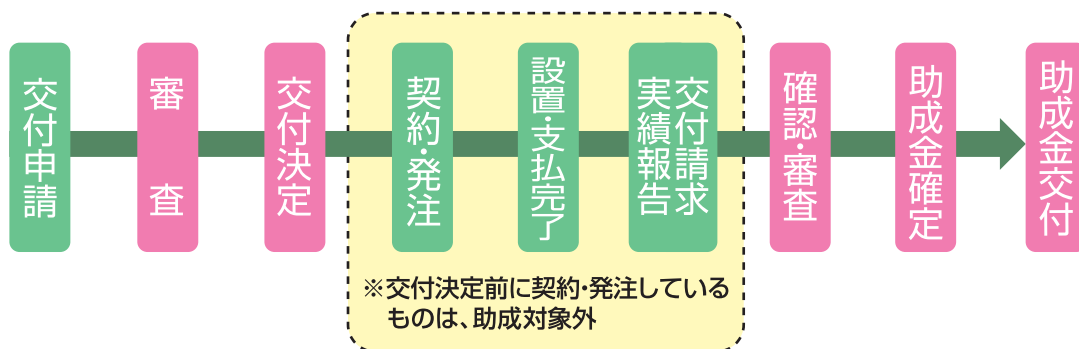 交付申請
審査
交付決定
契約・発注
設置・支払完了
交付請求
実績報告
確認・審査
助成金確定
助成金交付
※交付決定前に契約・発注している
ものは、助成対象外